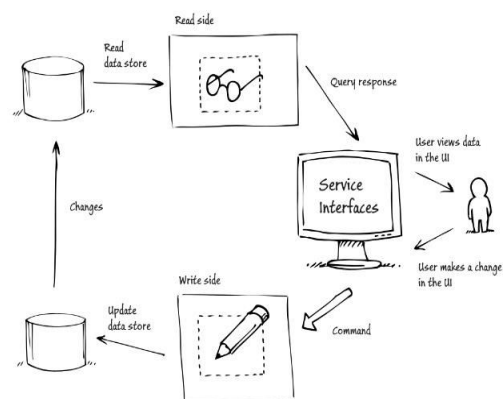 Read side
Read
data store
Query response
User views data
in the UI
Service
Interfaces
Changes
User makes a change
in the UI
Write side
Update
data store
Command